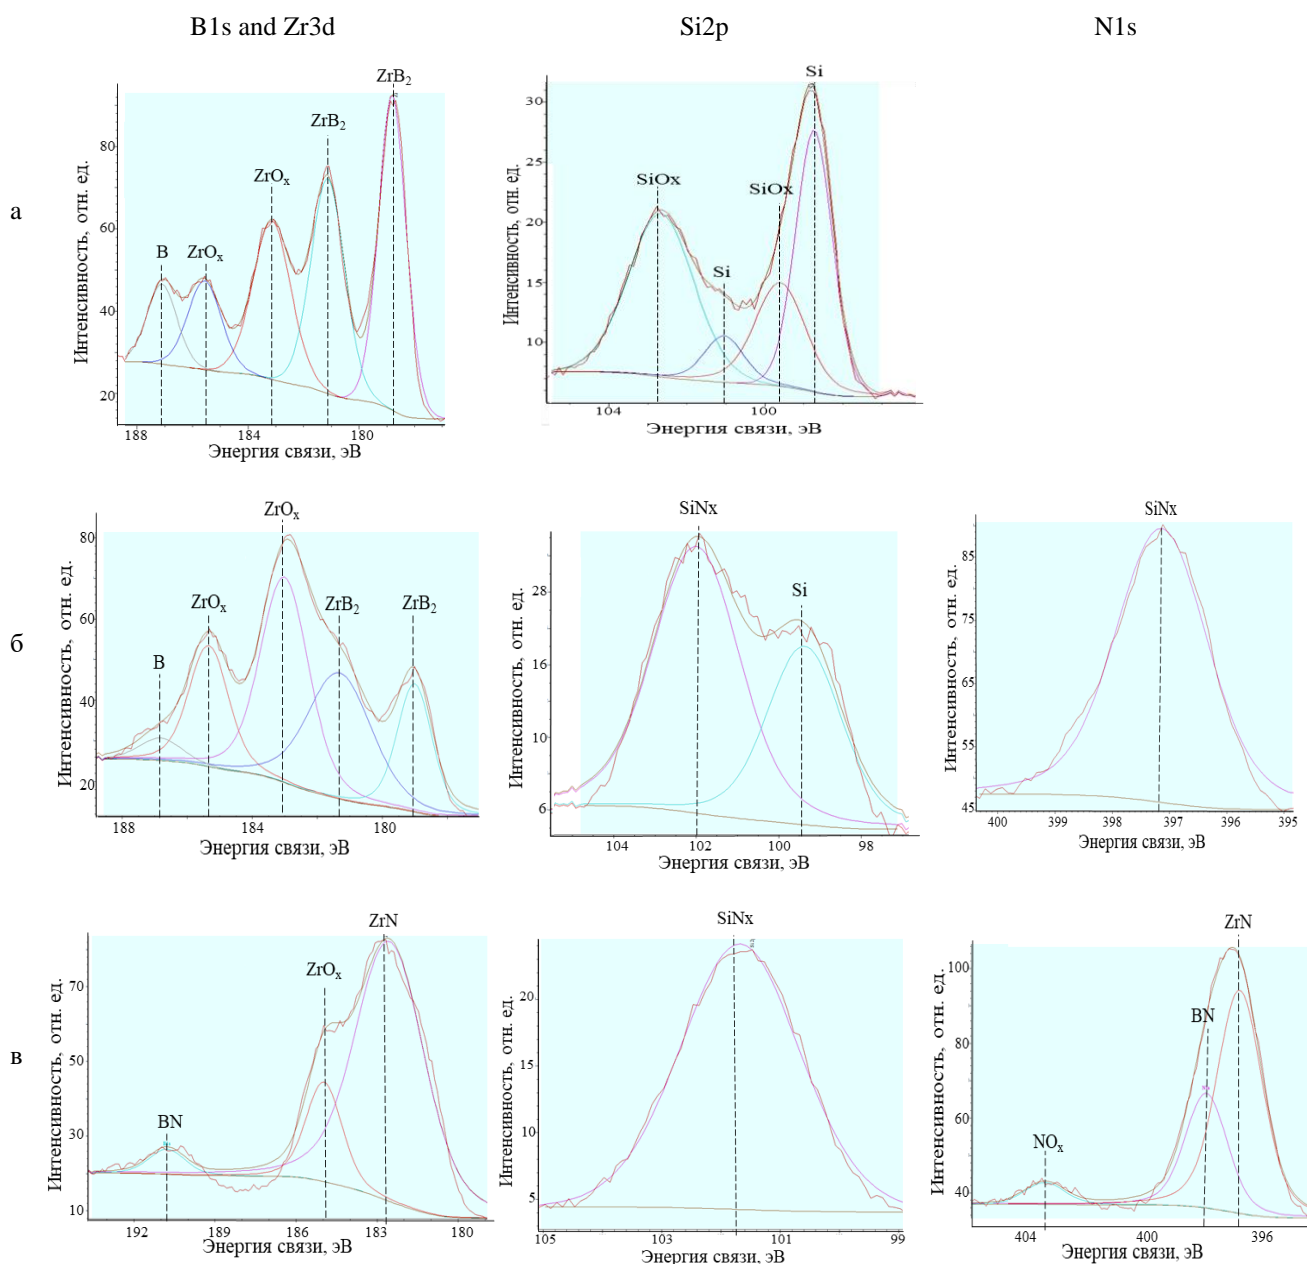 B1s and Zr3d
Si2p
N1s
а
ZrB2
ZrB2
ZrOx
ZrOx
B
80
60
40
20
188
184
180
Интенсивность, отн. ед.
Энергия связи, эВ
Si
SiOx
SiOx
Si
30
25
20
15
10
104
100
Интенсивность, отн. ед.
Энергия связи, эВ
б
ZrOx
ZrOx
ZrB2
ZrB2
B
80
60
40
20
188
184
180
Интенсивность, отн. ед.
Энергия связи, эВ
SiNx
Si
28
16
10
6
104
102
100
98
Интенсивность, отн. ед.
Энергия связи, эВ
SiNx
85
75
65
55
45
400
399
398
397
396
395
Интенсивность, отн. ед.
Энергия связи, эВ
в
ZrN
ZrOx
BN
70
50
30
10
192
189
186
183
180
Интенсивность, отн. ед.
Энергия связи, эВ
SiNx
20
15
10
5
105
103
101
99
Интенсивность, отн. ед.
Энергия связи, эВ
ZrN
BN
NOx
100
80
60
40
404
400
396
Интенсивность, отн. ед.
Энергия связи, эВ